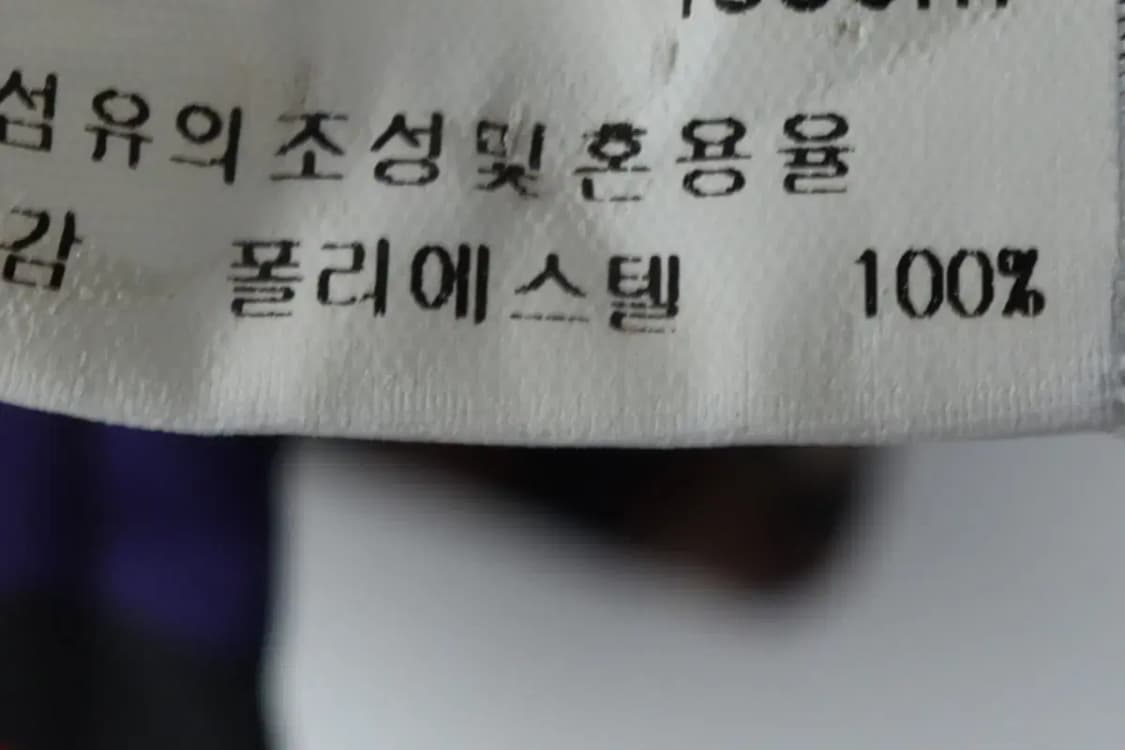 섬유의 조성 및 혼용율
감 폴리에스텔 100%